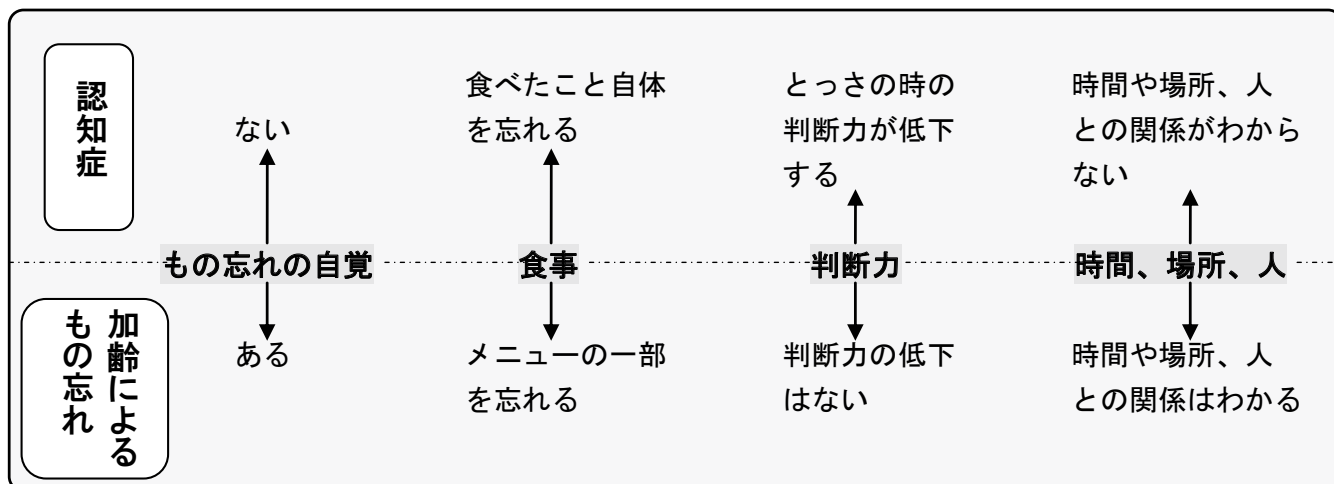 認知症
ない
食べたこと自体
を忘れる
とっさの時の
判断力が低下
する
時間や場所、人
との関係がわから
ない
もの忘れの自覚
食事
判断力
時間、場所、人
加齢による
もの忘れ
ある
メニューの一部
を忘れる
判断力の低下
はない
時間や場所、人
との関係はわかる